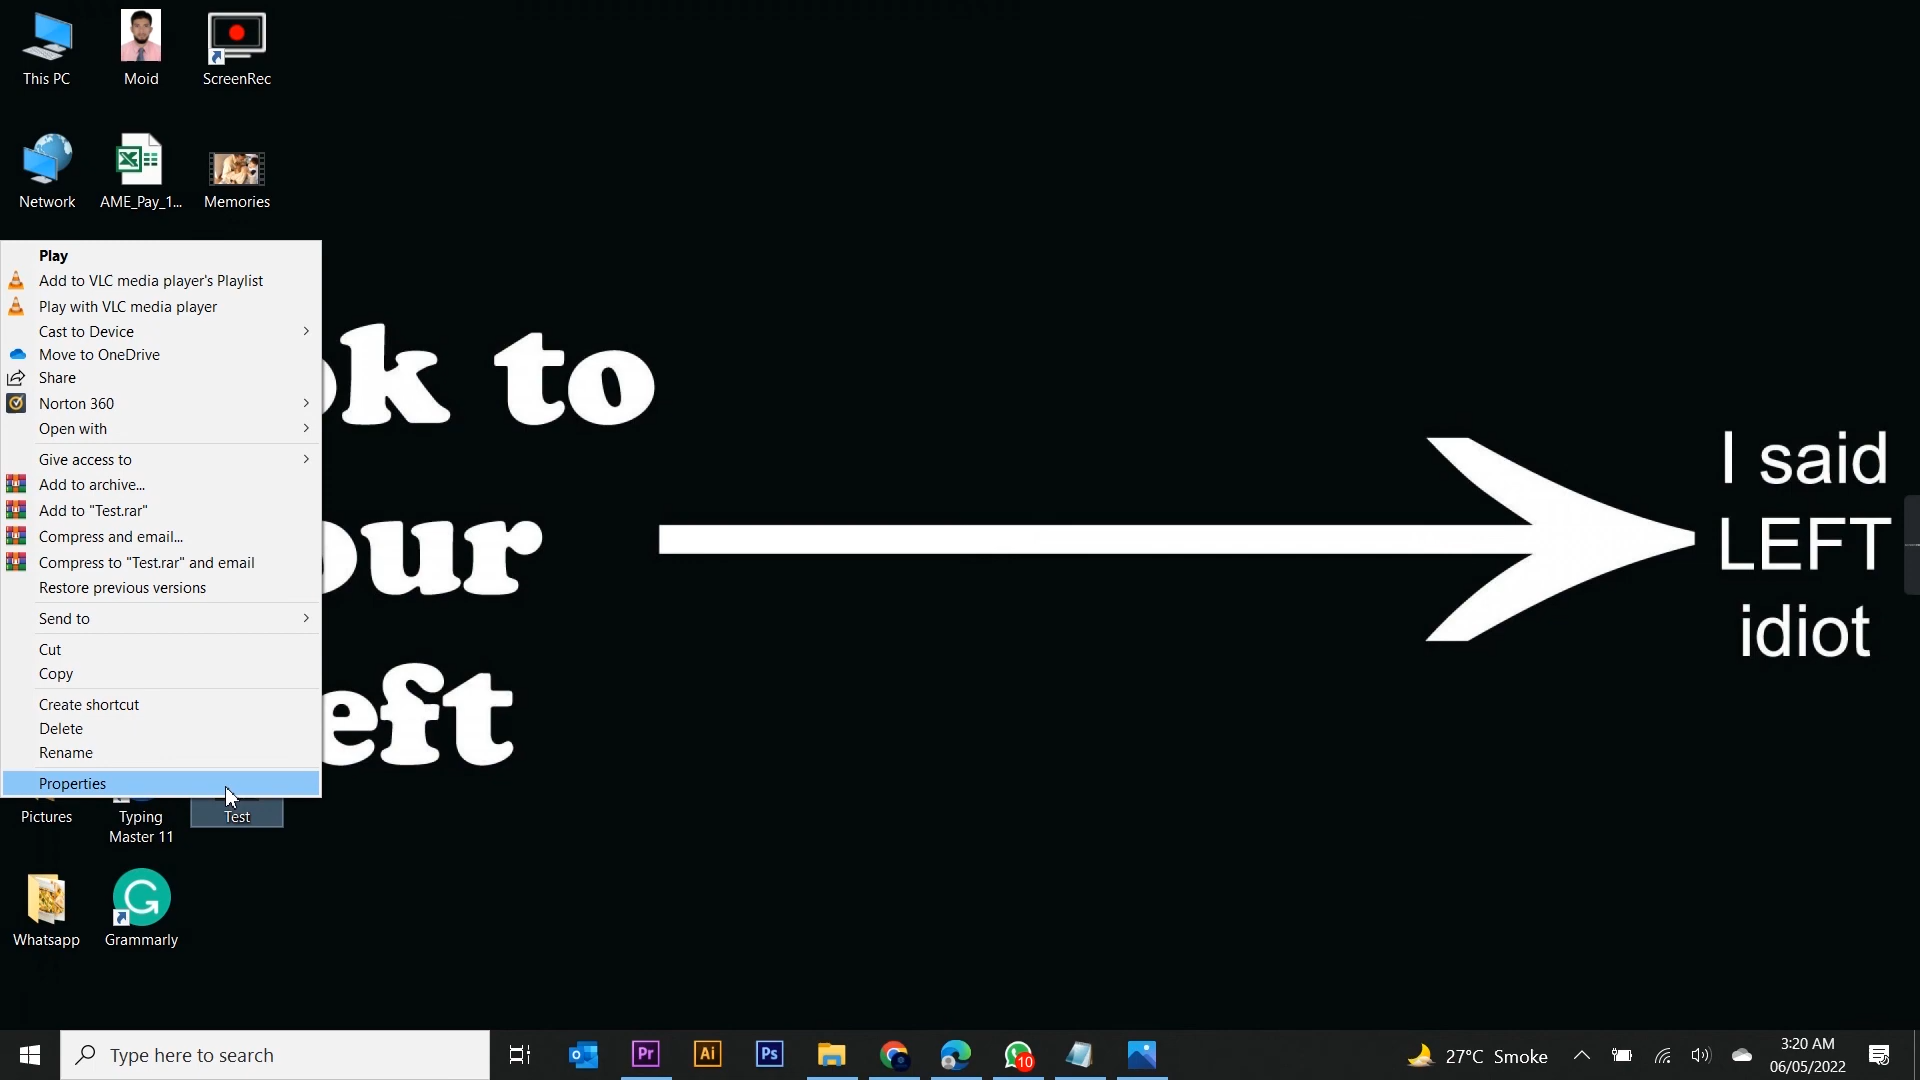 This PC
Moid
ScreenRec
Network
AME_Pay_1...
Memories
Play
Add to VLC media player's Playlist
Play with VLC media player
Cast to Device
Move to OneDrive
Share
Norton 360
Open with
Give access to
Add to archive...
Add to "Test.rar"
Compress and email...
Compress to "Test.rar" and email
Restore previous versions
Send to
Cut
Copy
Create shortcut
Delete
Rename
Properties
Pictures
Typing
Master 11
Test
Whatsapp
Grammarly
ok to
our
eft
I said
LEFT
idiot
Type here to search
Pr
Ai
Ps
10
27°C Smoke
3:20 AM
06/05/2022